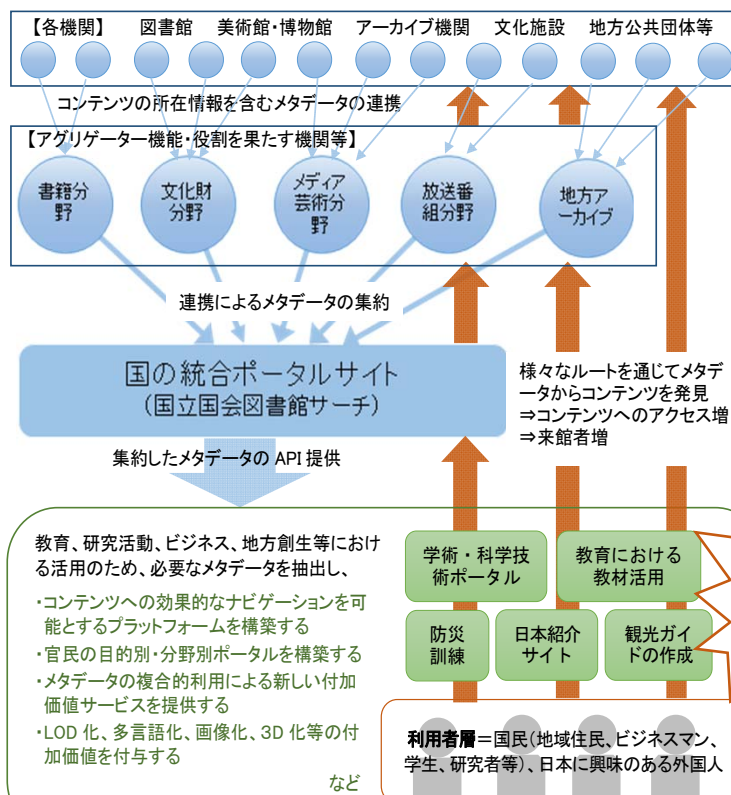 【各機関】 図書館 美術館・博物館 アーカイブ機関 文化施設 地方公共団体等
コンテンツの所在情報を含むメタデータの連携
【アグリゲーター機能・役割を果たす機関等】
書籍分
野
文化財
分野
メディア
芸術分
野
放送番
組分野
地方ア
ーカイブ
連携によるメタデータの集約
国の統合ポータルサイト
（国立国会図書館サーチ）
様々なルートを通じてメタデ
ータからコンテンツを発見
⇒コンテンツへのアクセス増
⇒来館者増
集約したメタデータの API 提供
教育、研究活動、ビジネス、地方創生等におけ
る活用のため、必要なメタデータを抽出し、
・コンテンツへの効果的なナビゲーションを可
能とするプラットフォームを構築する
・官民の目的別・分野別ポータルを構築する
・メタデータの複合的利用による新しい付加
価値サービスを提供する
・LOD 化、多言語化、画像化、3D 化等の付
加価値を付与する
など
学術・科学技
術ポータル
教育における
教材活用
防災
訓練
日本紹介
サイト
観光ガイ
ドの作成
利用者層＝国民（地域住民、ビジネスマン、
学生、研究者等）、日本に興味のある外国人